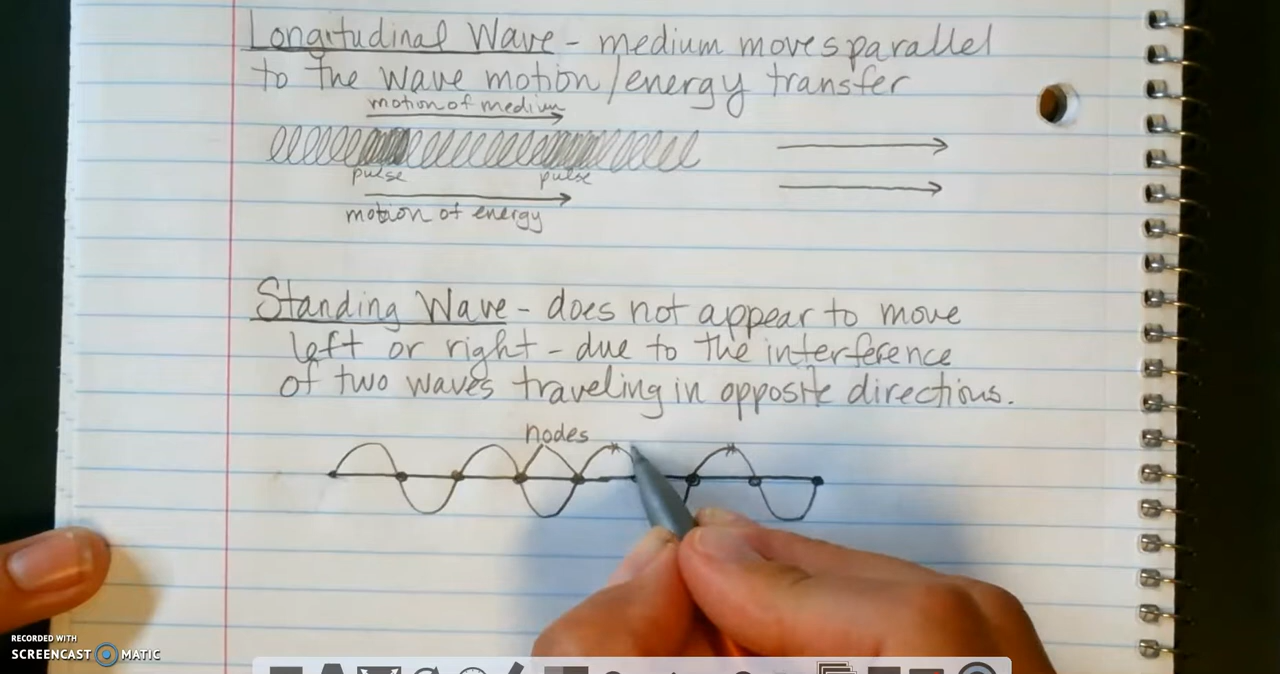 Longitudinal Wave - medium moves parallel
to the wave motion/energy transfer
motion of medium
pulse pulse
motion of energy
Standing Wave - does not appear to move
left or right - due to the interference
of two waves traveling in opposite directions.
nodes
RECORDED WITH
SCREENCAST MATIC